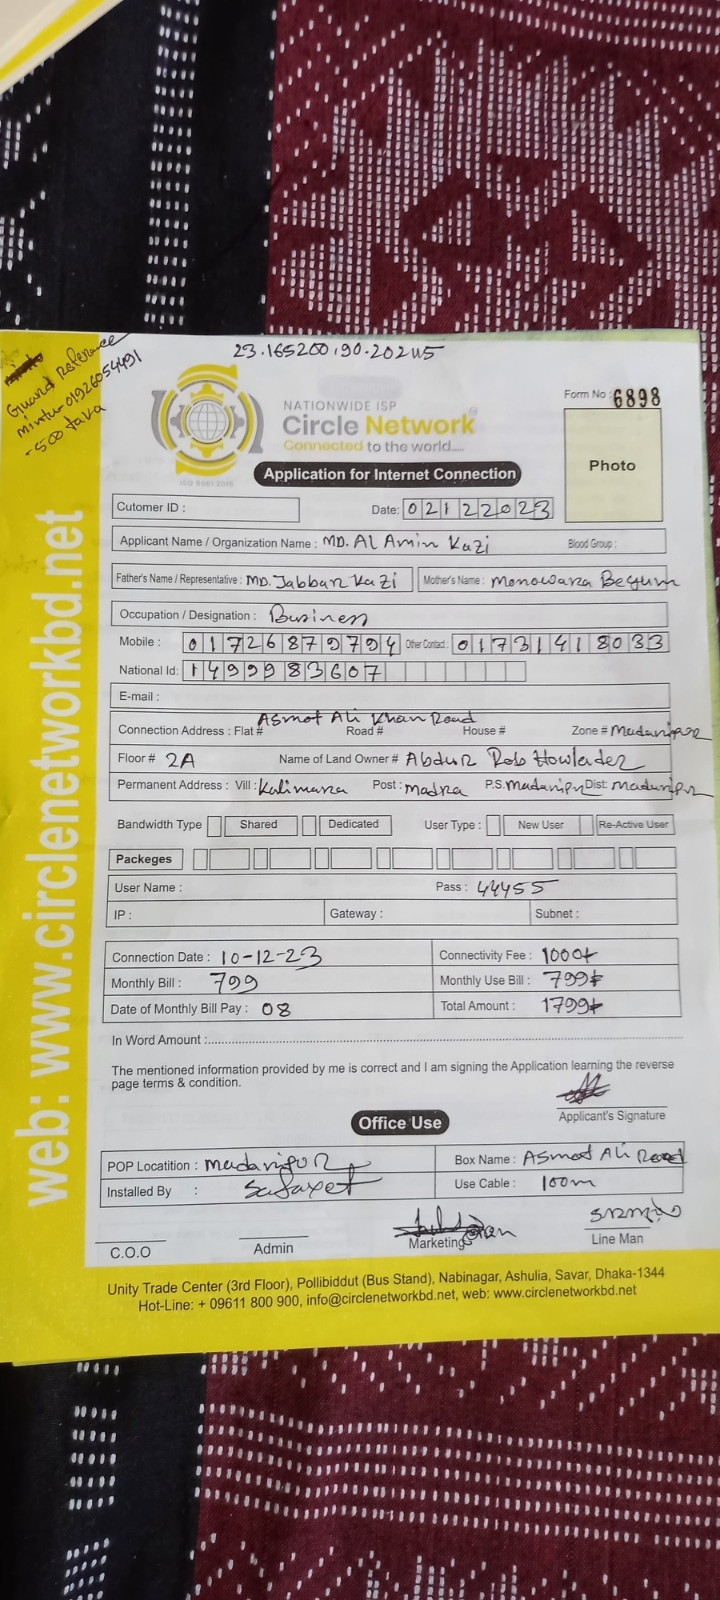 23.165200,90.202445
Guard Reference
Mintu-01926054491
-500 taka
NATIONWIDE ISP
Circle Network
Connected to the world....
ISO 9001:2015
Form No : 6898
Photo
Application for Internet Connection
Cutomer ID :
Date: 02122023
Applicant Name / Organization Name : MD. Al Amin Kazi Blood Group :
Father's Name / Representative : MD. Jabbar Kazi Mother's Name : Monowara Begum
Occupation / Designation : Business
Mobile : 01726879794 Other Contact : 01731418033
National Id: 1499983607
E-mail :
Asmot Ali Khan Road
Connection Address : Flat # Road # House # Zone # Madaripur
Floor # 2A Name of Land Owner # Abdur Rob Howlader
Permanent Address : Vill : Post : Madra P.S. Madaripur Dist: Madaripur
Bandwidth Type Shared Dedicated User Type : New User Re-Active User
Packeges
User Name : Pass : 44455
IP : Gateway : Subnet :
Connection Date : 10-12-23 Connectivity Fee : 1000/-
Monthly Bill : 799 Monthly Use Bill : 799/-
Date of Monthly Bill Pay : 08 Total Amount : 1799/-
In Word Amount :
The mentioned information provided by me is correct and I am signing the Application learning the reverse
page terms & condition.
Applicant's Signature
Office Use
POP Locatition : Madaripur Box Name : Asmot Ali Road
Installed By : Use Cable : 100m
C.O.O Admin Marketing Line Man
Unity Trade Center (3rd Floor), Pollibiddut (Bus Stand), Nabinagar, Ashulia, Savar, Dhaka-1344
Hot-Line: + 09611 800 900, info@circlenetworkbd.net, web: www.circlenetworkbd.net
web: www.circlenetworkbd.net